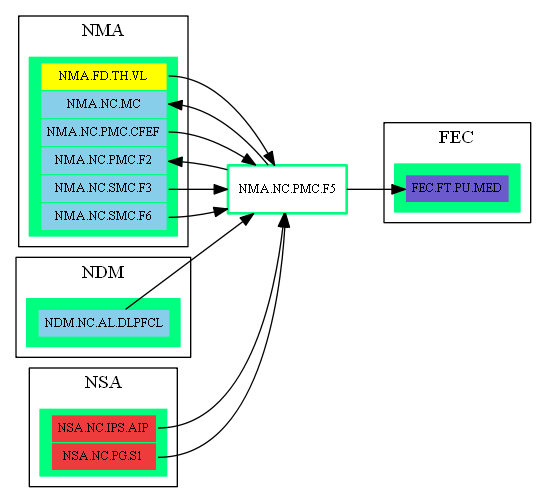 NMA
NMA.FD.TH.VL
NMA.NC.MC
NMA.NC.PMC.CFEF
NMA.NC.PMC.F2
NMA.NC.SMC.F3
NMA.NC.SMC.F6
NMA.NC.PMC.F5
FEC
FEC.FT.PU.MED
NDM
NDM.NC.AL.DLPFCL
NSA
NSA.NC.IPS.AIP
NSA.NC.PG.S1